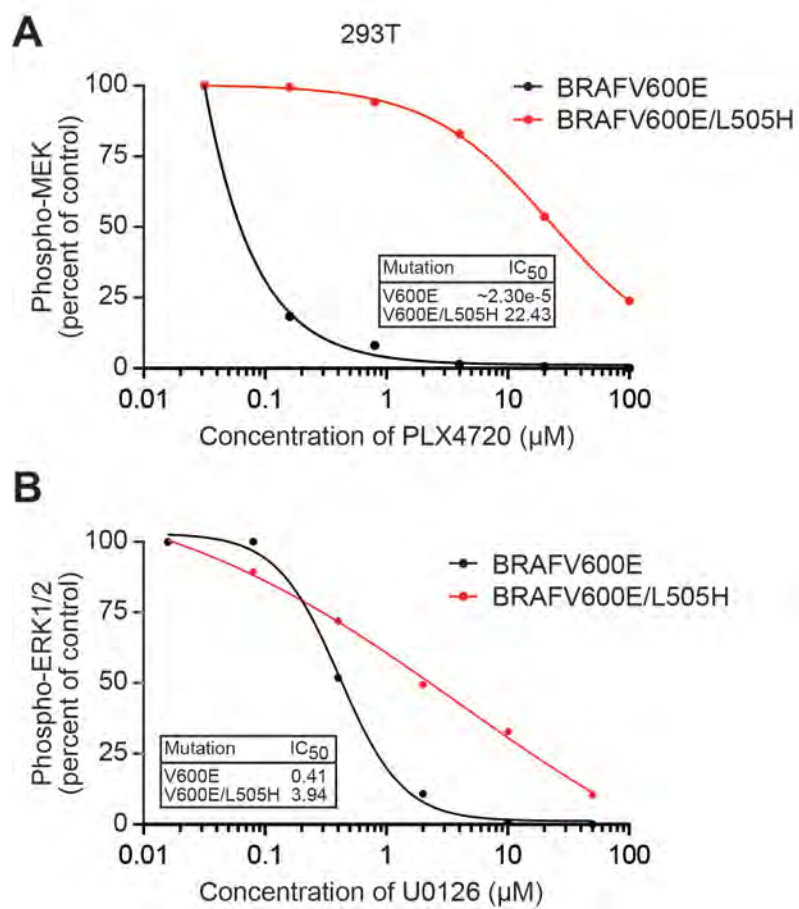 A
293T
BRAFV600E
BRAFV600E/L505H
Phospho-MEK
(percent of control)
100
75
50
25
0
Mutation IC50
V600E ~2.30e-5
V600E/L505H 22.43
0.01 0.1 1 10 100
Concentration of PLX4720 (µM)
B
BRAFV600E
BRAFV600E/L505H
Phospho-ERK1/2
(percent of control)
100
75
50
25
0
Mutation IC50
V600E 0.41
V600E/L505H 3.94
0.01 0.1 1 10 100
Concentration of U0126 (µM)